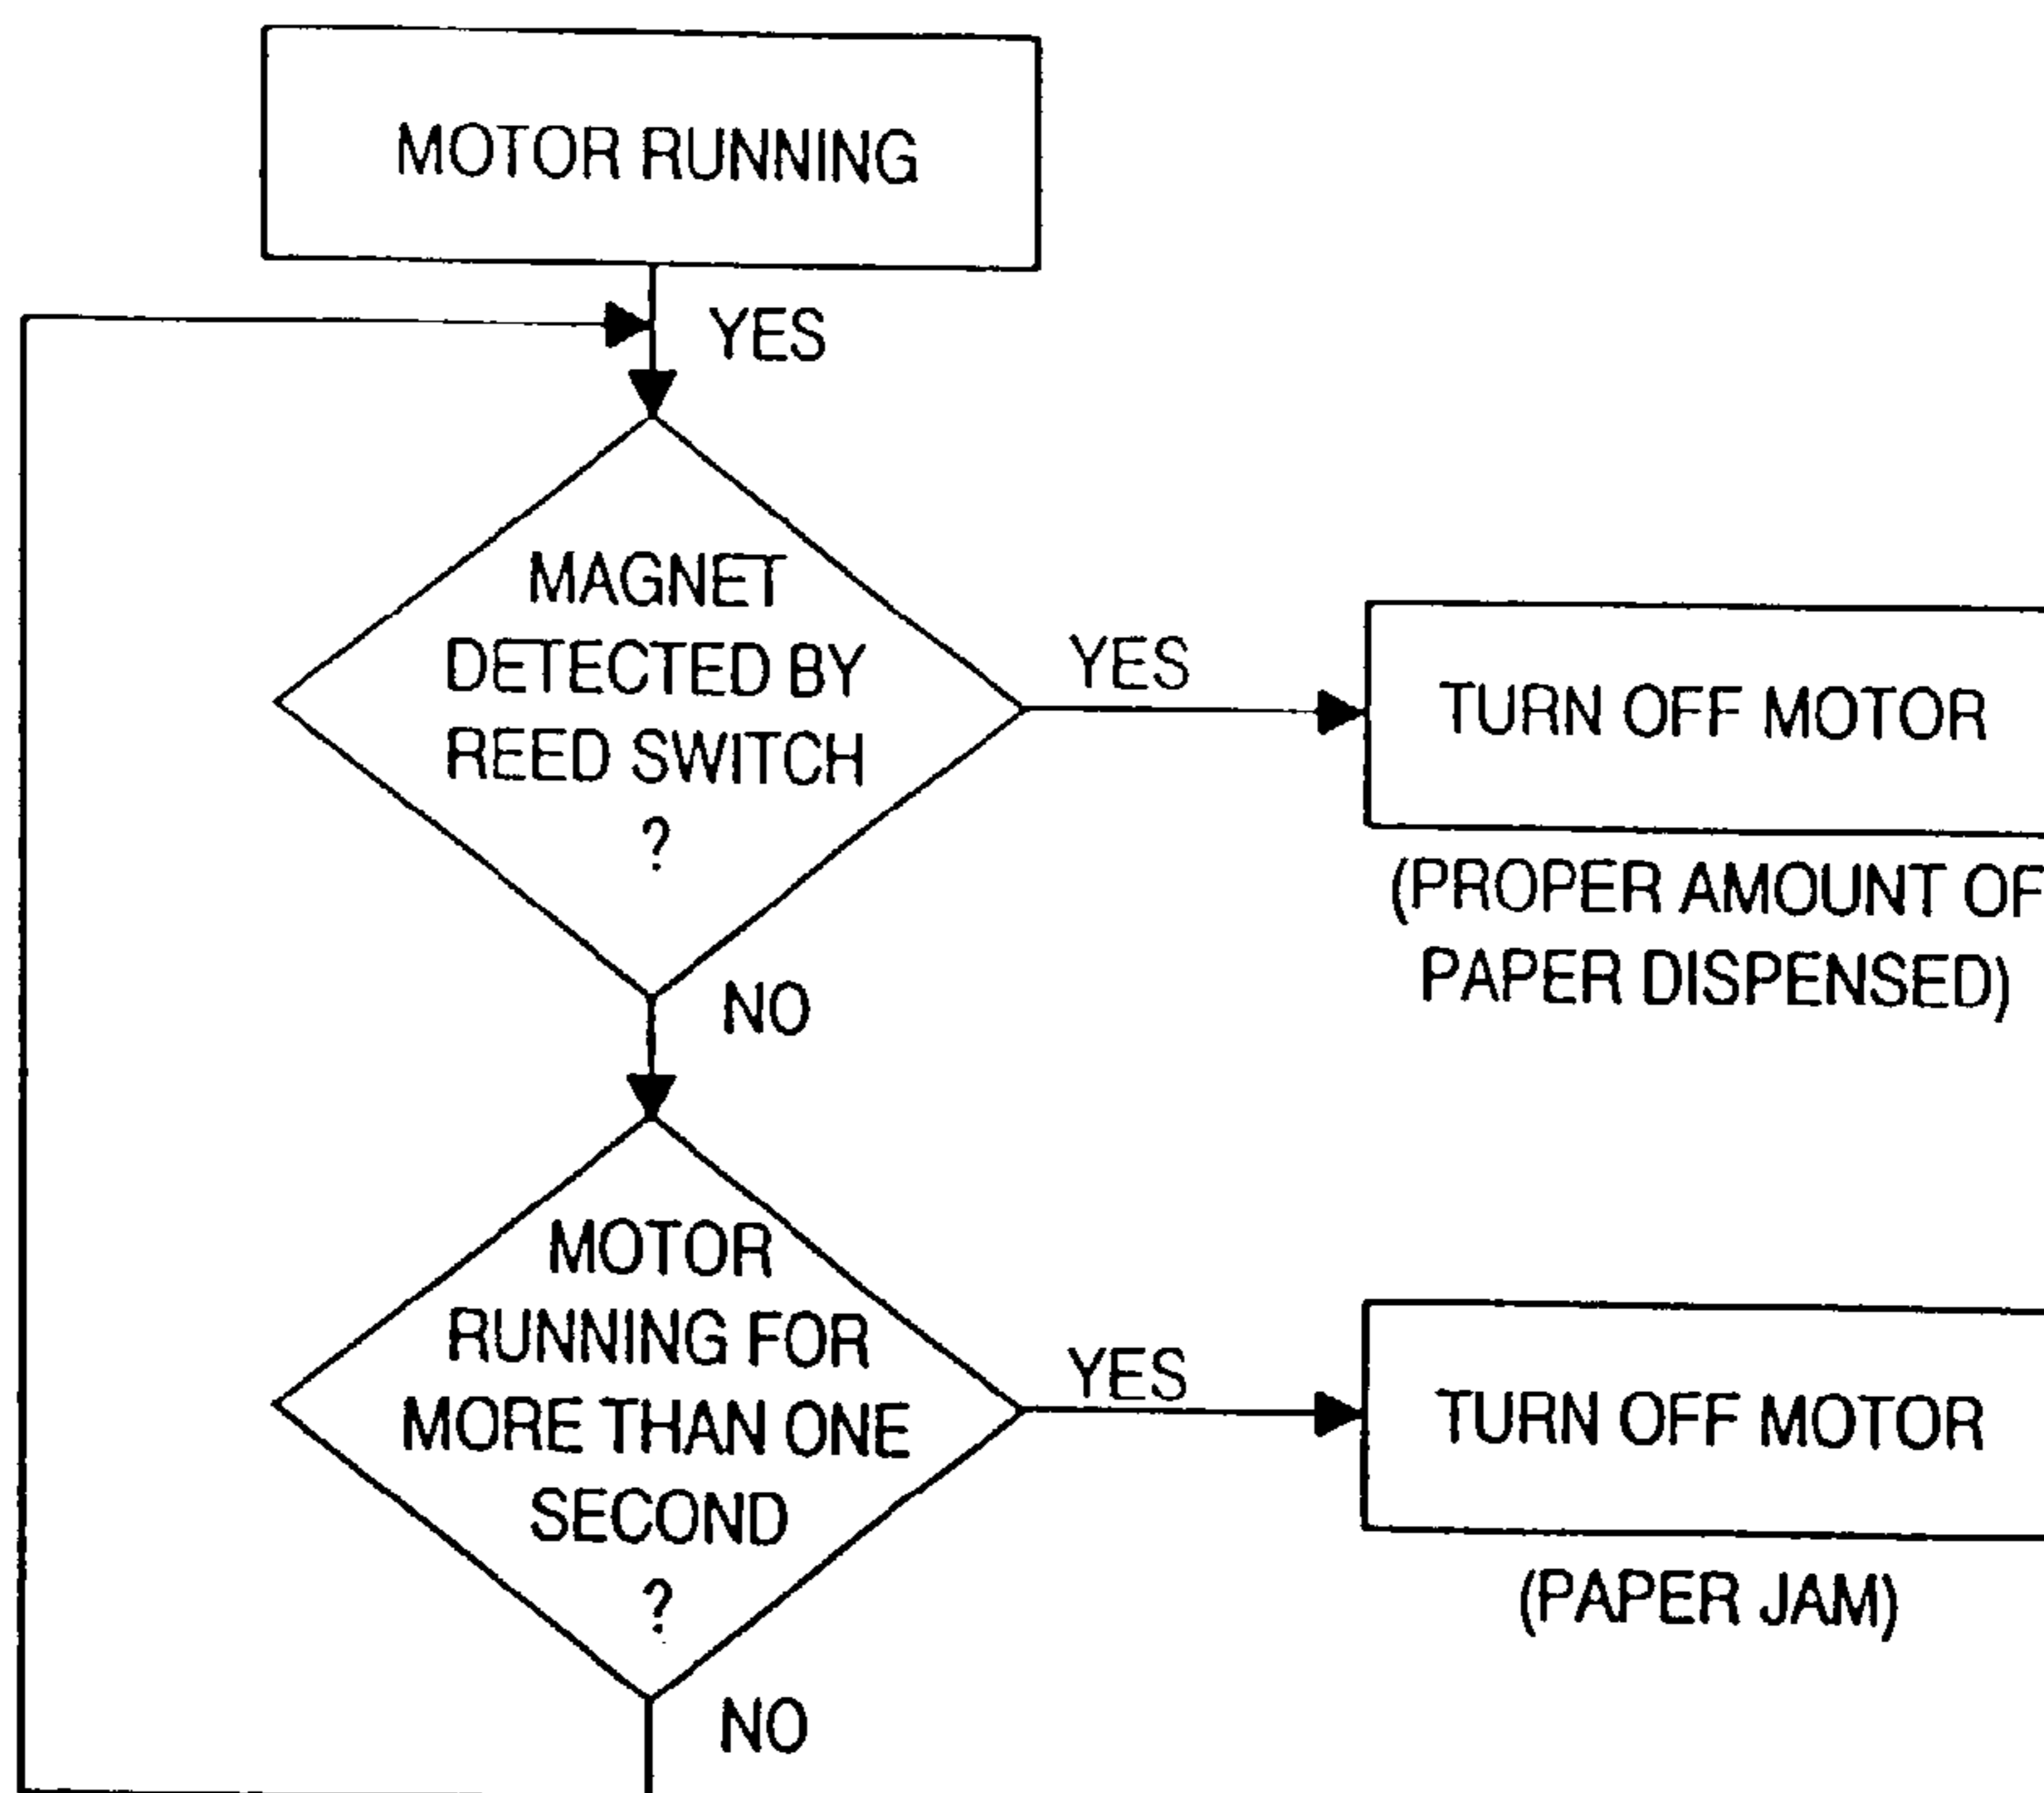 MOTOR RUNNING
YES
MAGNET
DETECTED BY
REED SWITCH
?
YES
TURN OFF MOTOR
(PROPER AMOUNT OF
PAPER DISPENSED)
NO
MOTOR
RUNNING FOR
MORE THAN ONE
SECOND
?
YES
TURN OFF MOTOR
(PAPER JAM)
NO